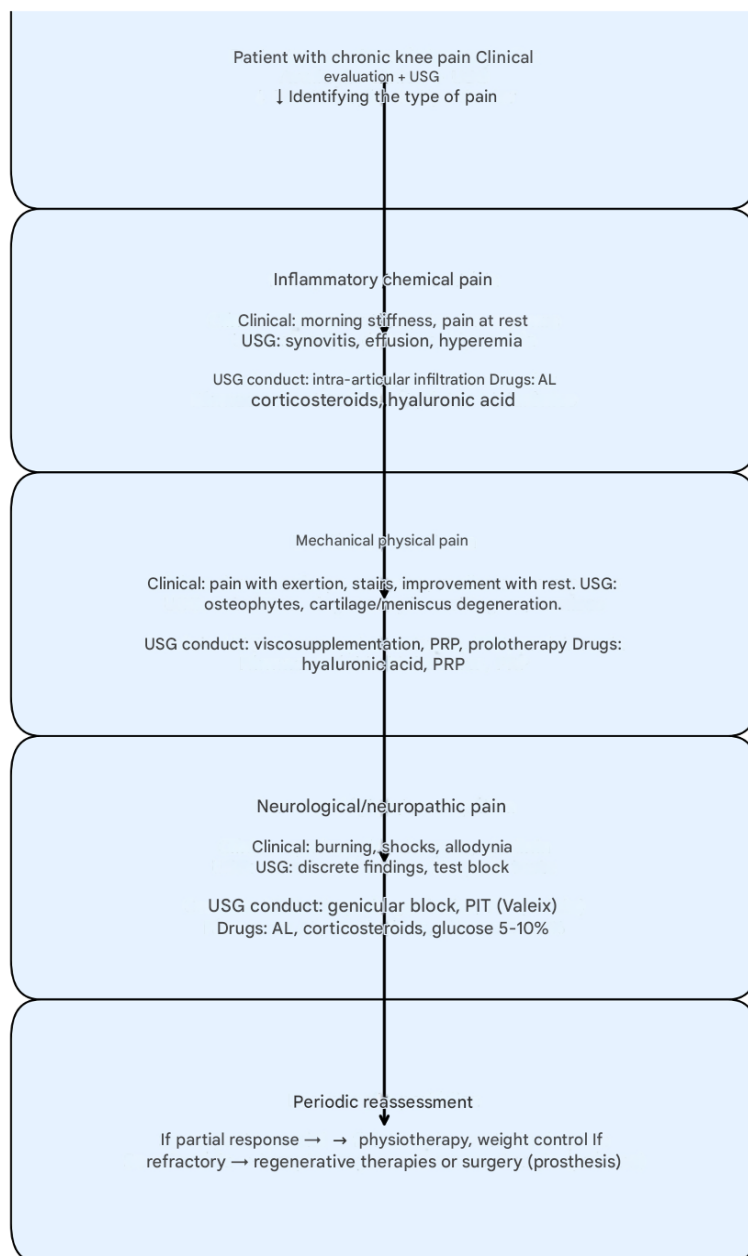 Patient with chronic knee pain Clinical
evaluation + USG
↓ Identifying the type of pain
Inflammatory chemical pain
Clinical: morning stiffness, pain at rest
USG: synovitis, effusion, hyperemia
USG conduct: intra-articular infiltration Drugs: AL
corticosteroids, hyaluronic acid
Mechanical physical pain
Clinical: pain with exertion, stairs, improvement with rest. USG:
osteophytes, cartilage/meniscus degeneration.
USG conduct: viscosupplementation, PRP, prolotherapy Drugs:
hyaluronic acid, PRP
Neurological/neuropathic pain
Clinical: burning, shocks, allodynia
USG: discrete findings, test block
USG conduct: genicular block, PIT (Valeix)
Drugs: AL, corticosteroids, glucose 5-10%
Periodic reassessment
If partial response → → physiotherapy, weight control If
refractory → regenerative therapies or surgery (prosthesis)